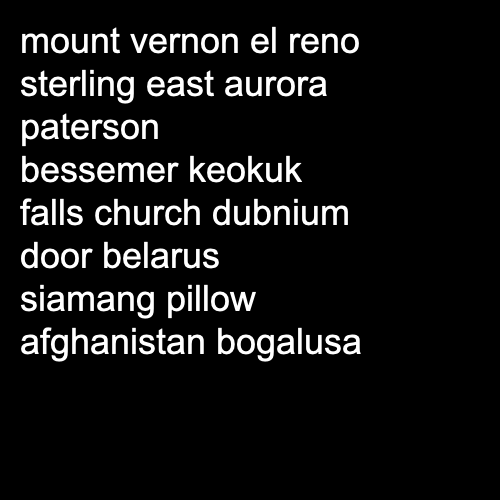 mount vernon el reno
sterling east aurora
paterson
bessemer keokuk
falls church dubnium
door belarus
siamang pillow
afghanistan bogalusa